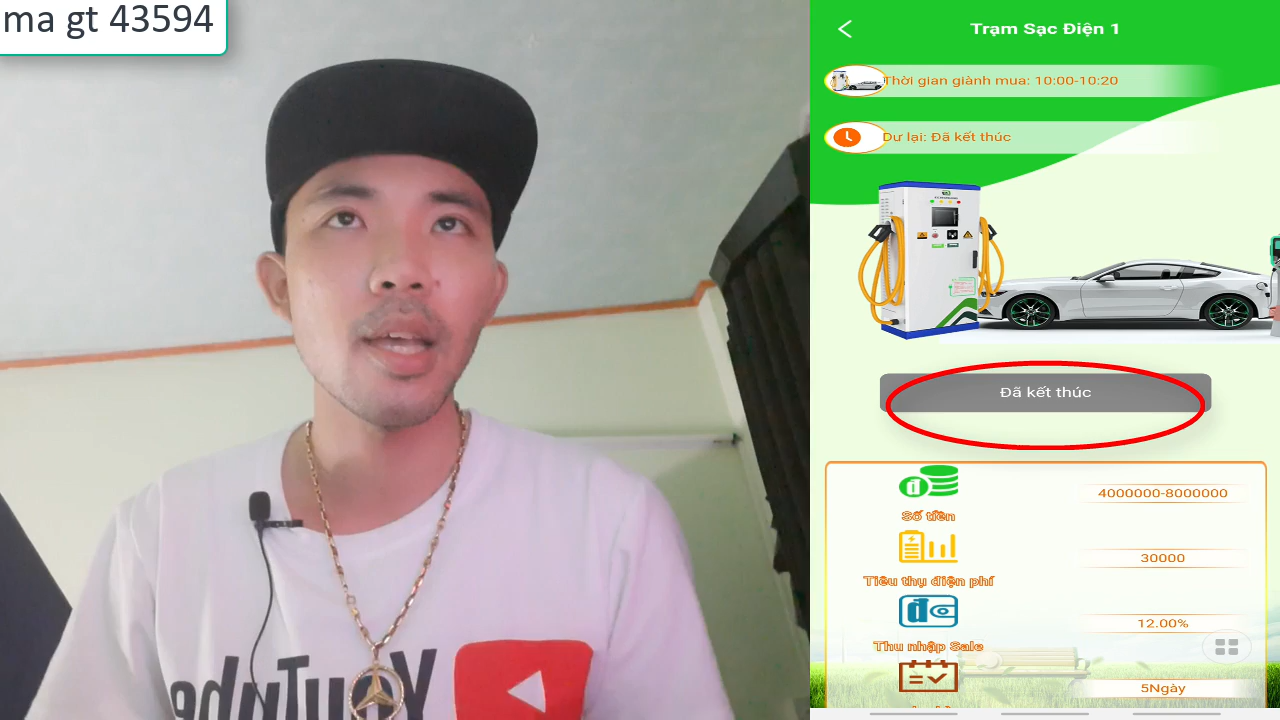 ma gt 43594
Trạm Sạc Điện 1
Thời gian giành mua: 10:00-10:20
Dư lại: Đã kết thúc
Đã kết thúc
Số tiền
4000000-8000000
Tiêu thụ điện phí
30000
Thu nhập Sale
12.00%
5Ngày
YouTube